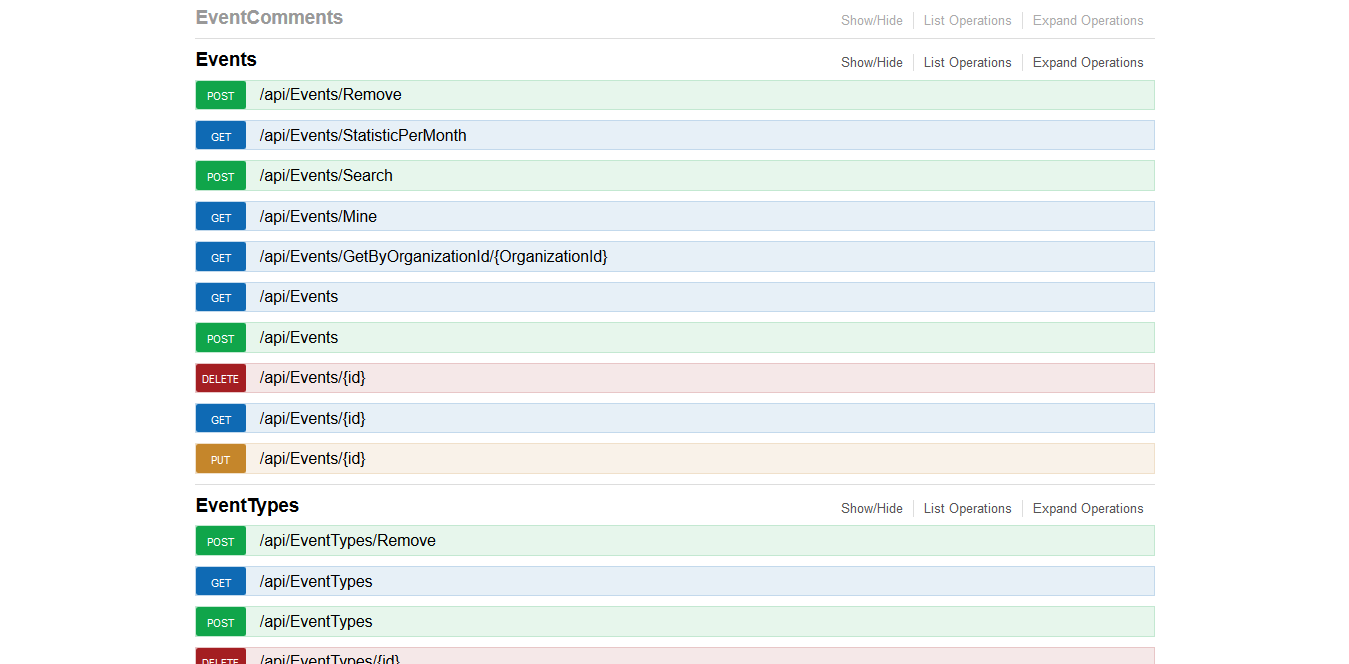 EventComments Show/Hide List Operations Expand Operations
Events Show/Hide List Operations Expand Operations
POST /api/Events/Remove
GET /api/Events/StatisticPerMonth
POST /api/Events/Search
GET /api/Events/Mine
GET /api/Events/GetByOrganizationId/{OrganizationId}
GET /api/Events
POST /api/Events
DELETE /api/Events/{id}
GET /api/Events/{id}
PUT /api/Events/{id}
EventTypes Show/Hide List Operations Expand Operations
POST /api/EventTypes/Remove
GET /api/EventTypes
POST /api/EventTypes
DELETE /api/EventTypes/{id}